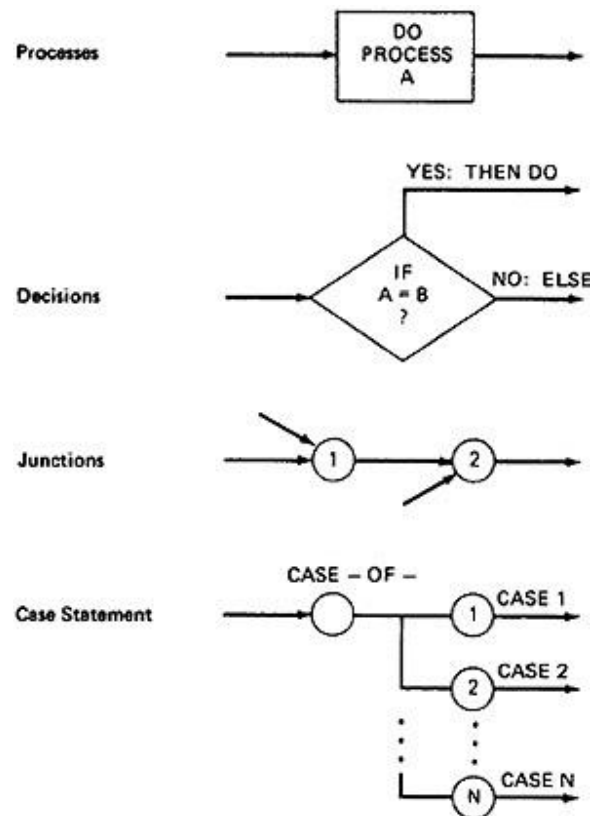 Processes
DO
PROCESS
A
YES: THEN DO
Decisions
IF
A = B
?
NO: ELSE
Junctions
1
2
CASE – OF –
Case Statement
1
CASE 1
2
CASE 2
N
CASE N